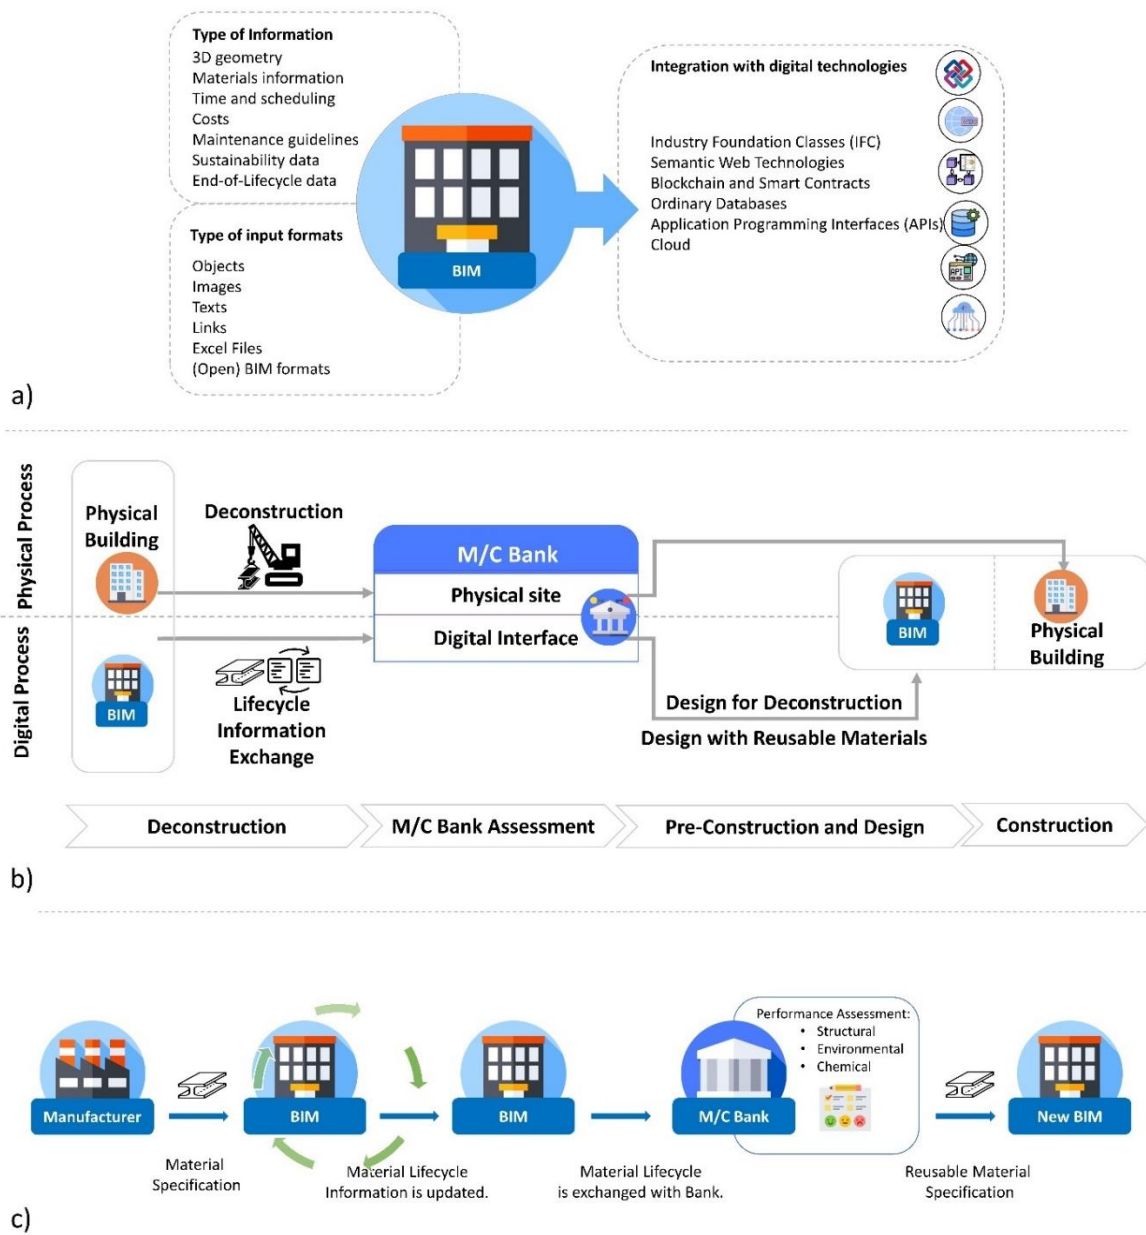 Type of Information
3D geometry
Materials information
Time and scheduling
Costs
Maintenance guidelines
Sustainability data
End-of-Lifecycle data
Type of input formats
Objects
Images
Texts
Links
Excel Files
(Open) BIM formats
BIM
Integration with digital technologies
Industry Foundation Classes (IFC)
Semantic Web Technologies
Blockchain and Smart Contracts
Ordinary Databases
Application Programming Interfaces (APIs)
Cloud
API
a)
Physical Process
Digital Process
Physical
Building
Deconstruction
BIM
Lifecycle
Information
Exchange
M/C Bank
Physical site
Digital Interface
Design for Deconstruction
Design with Reusable Materials
BIM
Physical
Building
Deconstruction
M/C Bank Assessment
Pre-Construction and Design
Construction
b)
Manufacturer
Material
Specification
BIM
Material Lifecycle
Information is updated.
BIM
Material Lifecycle
is exchanged with Bank.
M/C Bank
Performance Assessment:
• Structural
• Environmental
• Chemical
Reusable Material
Specification
New BIM
c)